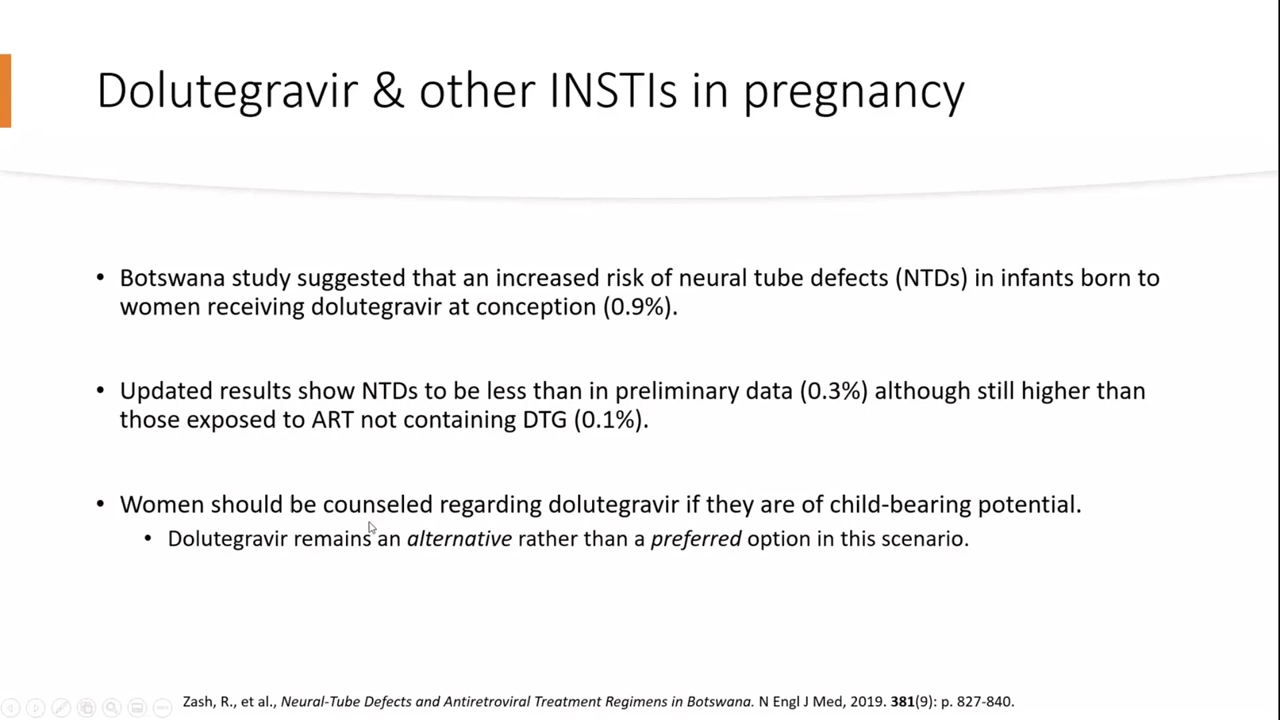 Dolutegravir & other INSTIs in pregnancy
• Botswana study suggested that an increased risk of neural tube defects (NTDs) in infants born to
women receiving dolutegravir at conception (0.9%).
• Updated results show NTDs to be less than in preliminary data (0.3%) although still higher than
those exposed to ART not containing DTG (0.1%).
• Women should be counseled regarding dolutegravir if they are of child-bearing potential.
• Dolutegravir remains an alternative rather than a preferred option in this scenario.
Zash, R., et al., Neural-Tube Defects and Antiretroviral Treatment Regimens in Botswana. N Engl J Med, 2019. 381(9): p. 827-840.